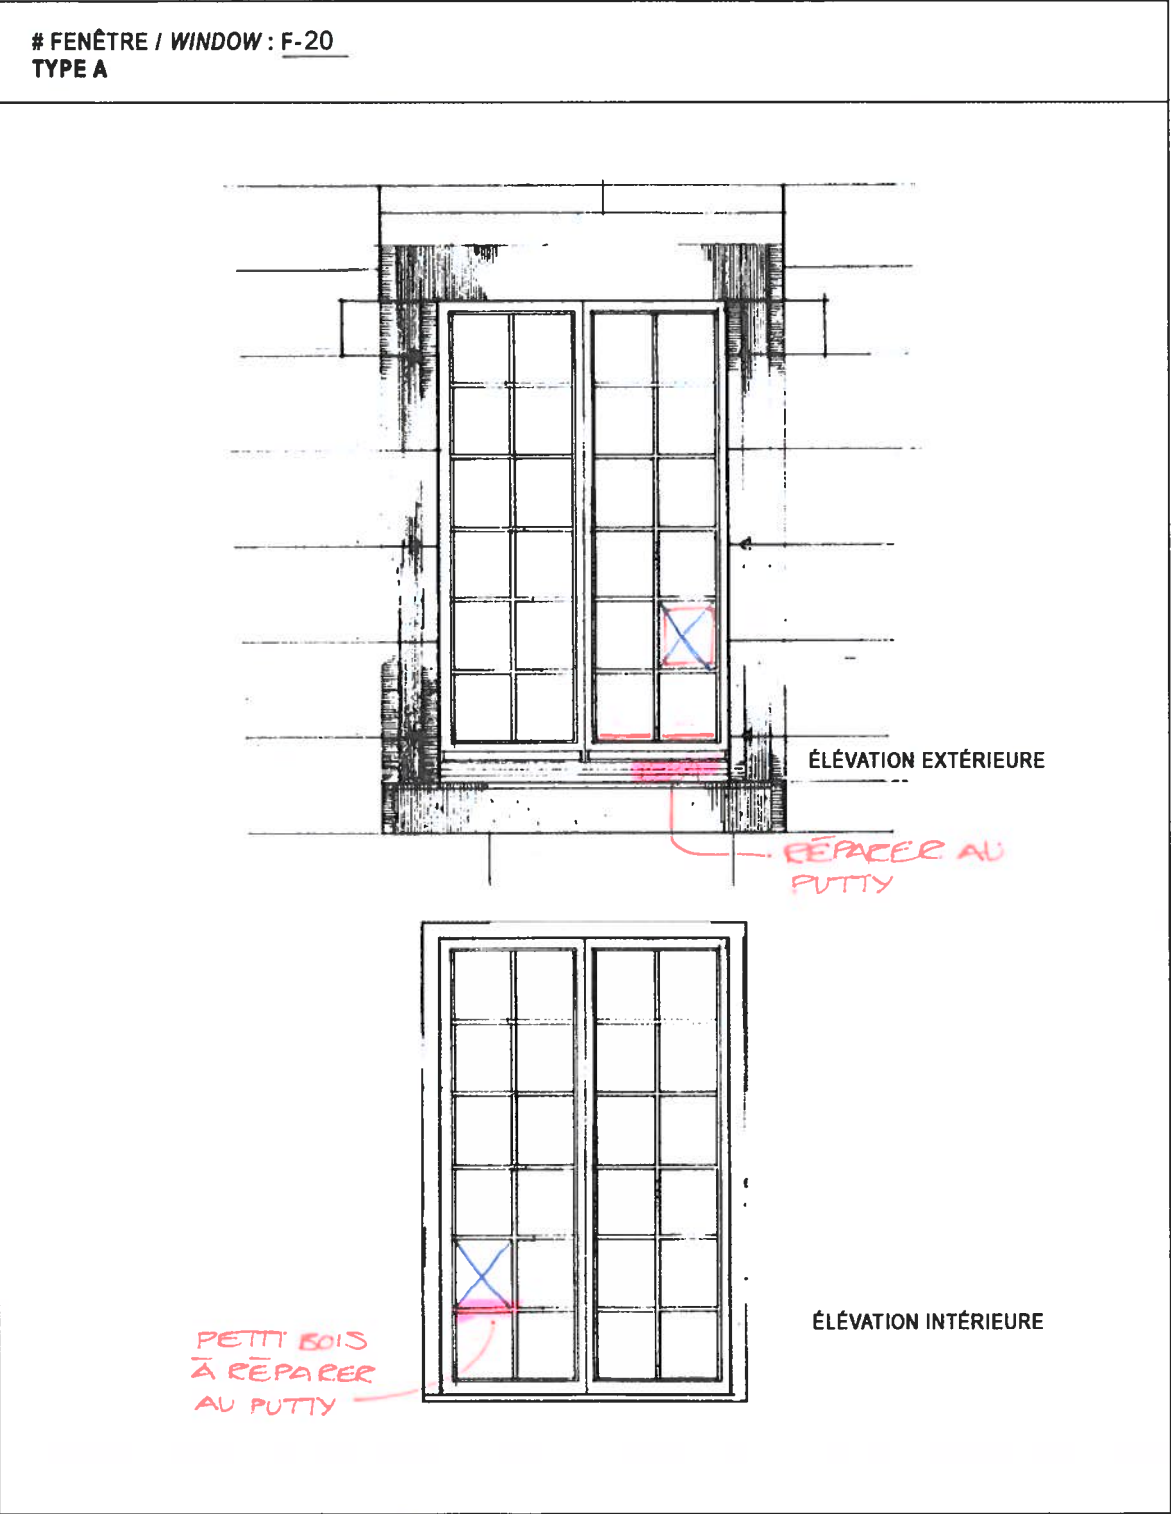 # FENÊTRE / WINDOW : F-20
TYPE A
ÉLÉVATION EXTÉRIEURE
RÉPARER AU
PUTTY
ÉLÉVATION INTÉRIEURE
PETIT BOIS
À RÉPARER
AU PUTTY